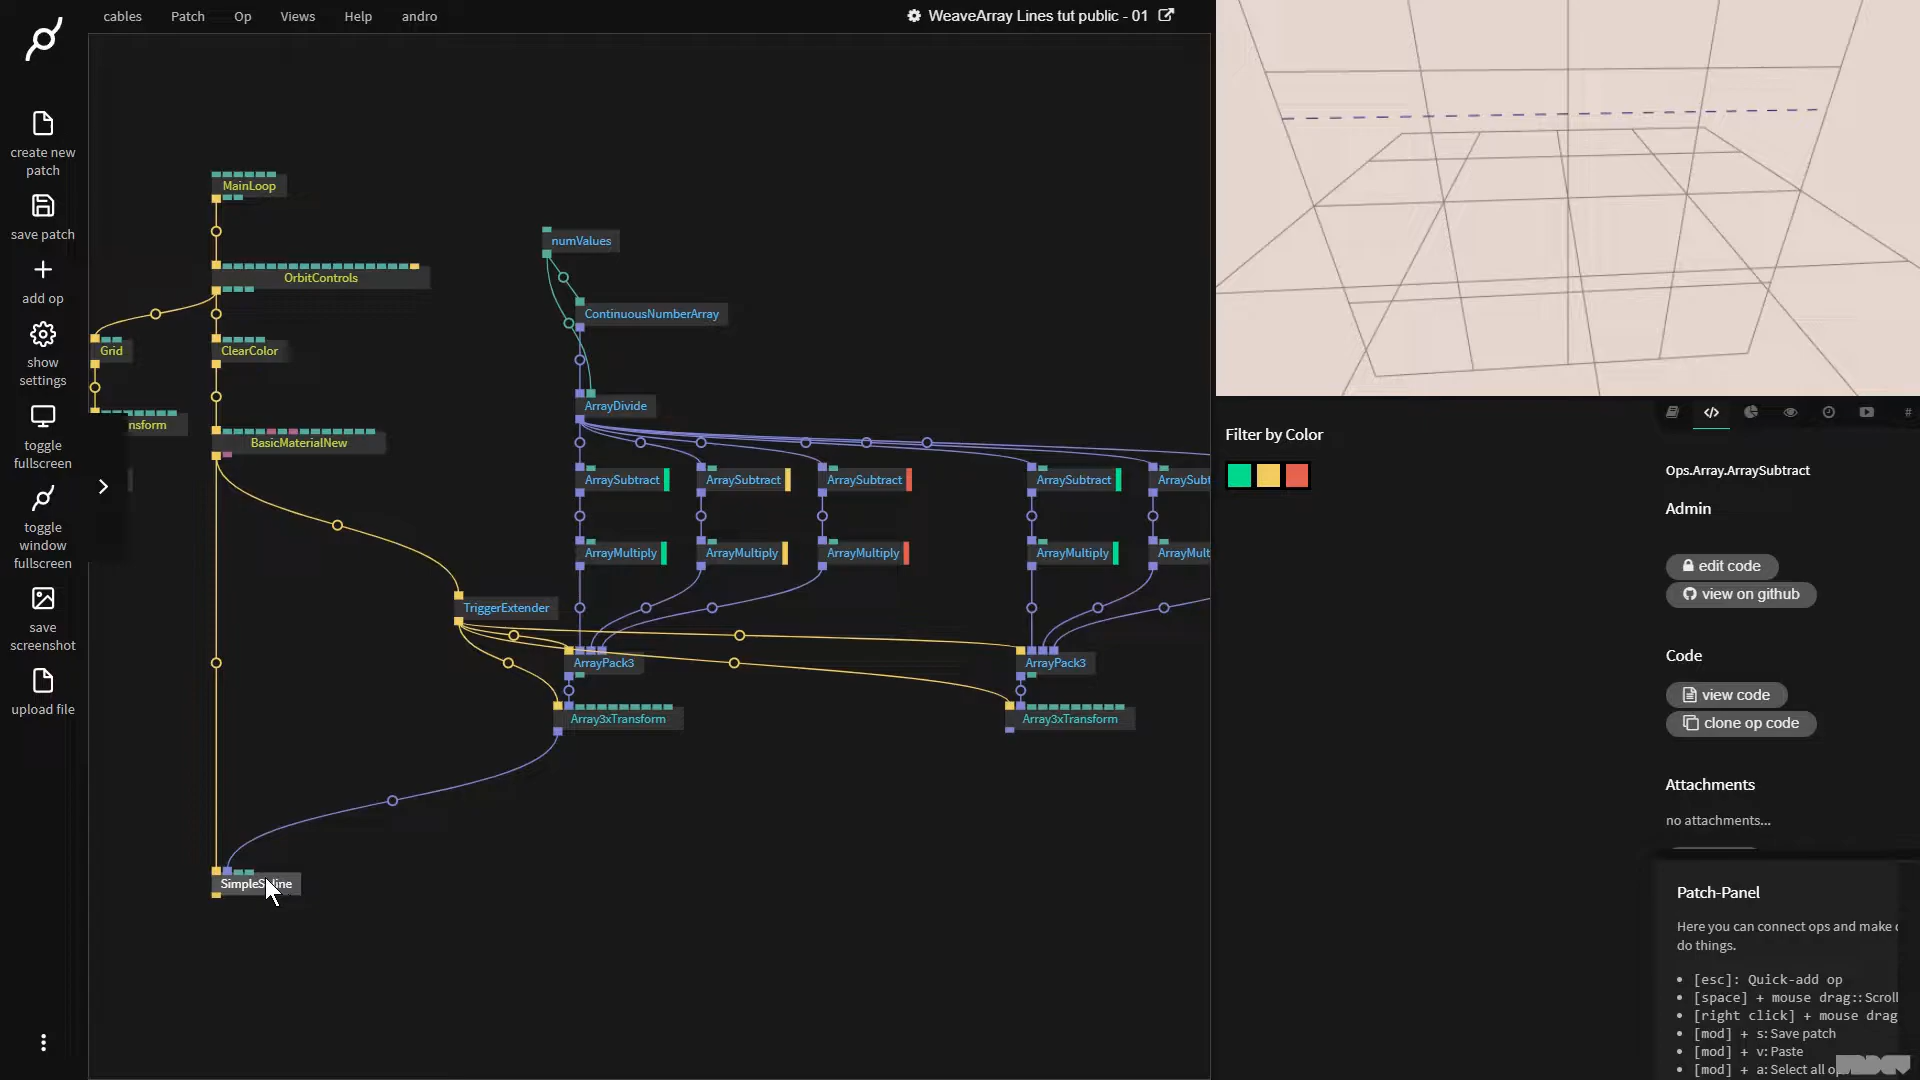 cables
Patch
Op
Views
Help
andro
WeaveArray Lines tut public - 01
create new
patch
save patch
add op
show
settings
toggle
fullscreen
toggle
window
fullscreen
save
screenshot
upload file
MainLoop
OrbitControls
Grid
ClearColor
nsform
BasicMaterialNew
numValues
ContinuousNumberArray
ArrayDivide
ArraySubtract
ArraySubtract
ArraySubtract
ArraySubtract
ArraySubt
ArrayMultiply
ArrayMultiply
ArrayMultiply
ArrayMultiply
ArrayMult
TriggerExtender
ArrayPack3
ArrayPack3
Array3xTransform
Array3xTransform
Filter by Color
#
Ops.Array.ArraySubtract
Admin
edit code
view on github
Code
view code
clone op code
Attachments
no attachments...
Patch-Panel
Here you can connect ops and make
do things.
• [esc]: Quick-add op
• [space] + mouse drag:: Scroll
• [right click] + mouse drag
• [mod] + s: Save patch
• [mod] + v: Paste
• [mod] + a: Select all